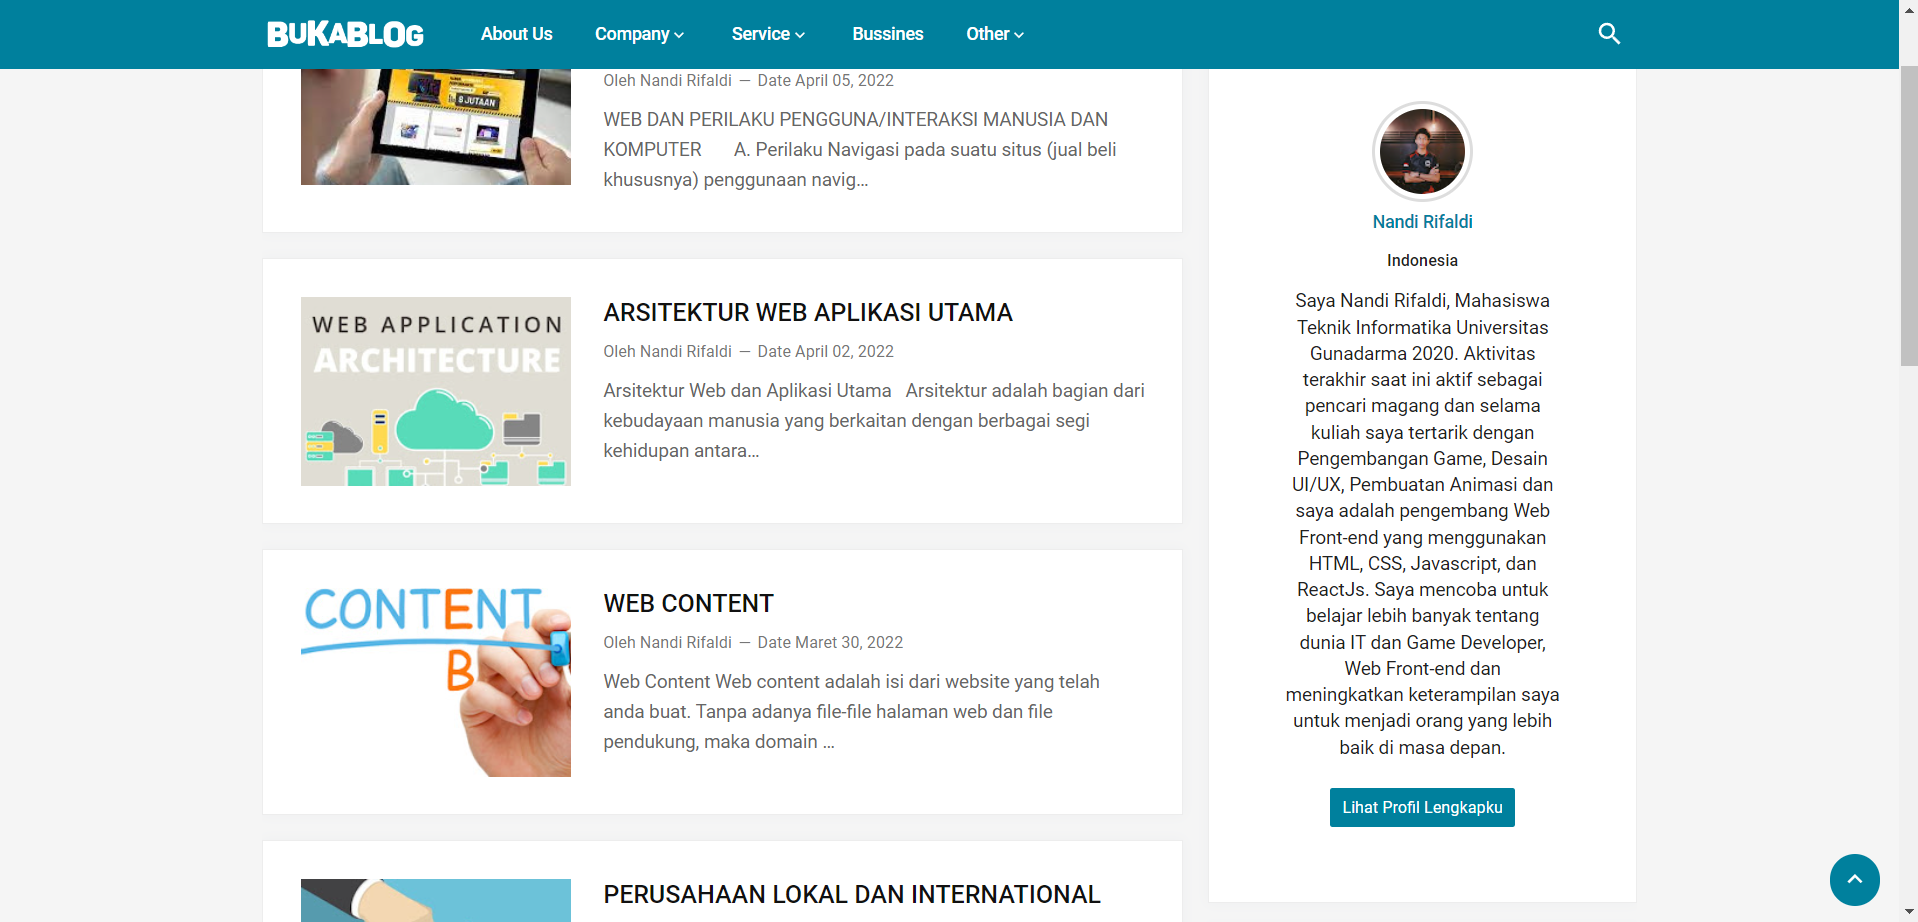 BUKABLOG
About Us
Company
Service
Bussines
Other
8 JUTAAN
Oleh Nandi Rifaldi — Date April 05, 2022
WEB DAN PERILAKU PENGGUNA/INTERAKSI MANUSIA DAN
KOMPUTER A. Perilaku Navigasi pada suatu situs (jual beli
khususnya) penggunaan navig...
WEB APPLICATION
ARCHITECTURE
ARSITEKTUR WEB APLIKASI UTAMA
Oleh Nandi Rifaldi — Date April 02, 2022
Arsitektur Web dan Aplikasi Utama Arsitektur adalah bagian dari
kebudayaan manusia yang berkaitan dengan berbagai segi
kehidupan antara...
CONTENT
EB
WEB CONTENT
Oleh Nandi Rifaldi — Date Maret 30, 2022
Web Content Web content adalah isi dari website yang telah
anda buat. Tanpa adanya file-file halaman web dan file
pendukung, maka domain ...
PERUSAHAAN LOKAL DAN INTERNATIONAL
Nandi Rifaldi
Indonesia
Saya Nandi Rifaldi, Mahasiswa
Teknik Informatika Universitas
Gunadarma 2020. Aktivitas
terakhir saat ini aktif sebagai
pencari magang dan selama
kuliah saya tertarik dengan
Pengembangan Game, Desain
UI/UX, Pembuatan Animasi dan
saya adalah pengembang Web
Front-end yang menggunakan
HTML, CSS, Javascript, dan
ReactJs. Saya mencoba untuk
belajar lebih banyak tentang
dunia IT dan Game Developer,
Web Front-end dan
meningkatkan keterampilan saya
untuk menjadi orang yang lebih
baik di masa depan.
Lihat Profil Lengkapku